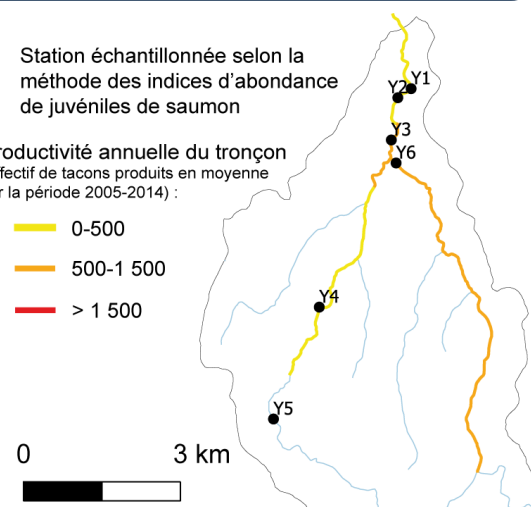 Station échantillonnée selon la
méthode des indices d'abondance
de juvéniles de saumon
roductivité annuelle du tronçon
ffectif de tacons produits en moyenne
r la période 2005-2014) :
0-500
500-1 500
> 1 500
0 3 km
Y1
Y2
Y3
Y6
Y4
Y5